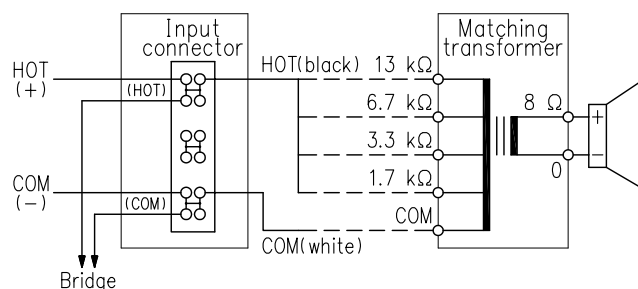 Input
connector
Matching
transformer
HOT
(+)
(HOT)
HOT(black)
13 kΩ
6.7 kΩ
3.3 kΩ
1.7 kΩ
COM
8 Ω
+
−
0
COM
(−)
(COM)
COM(white)
Bridge